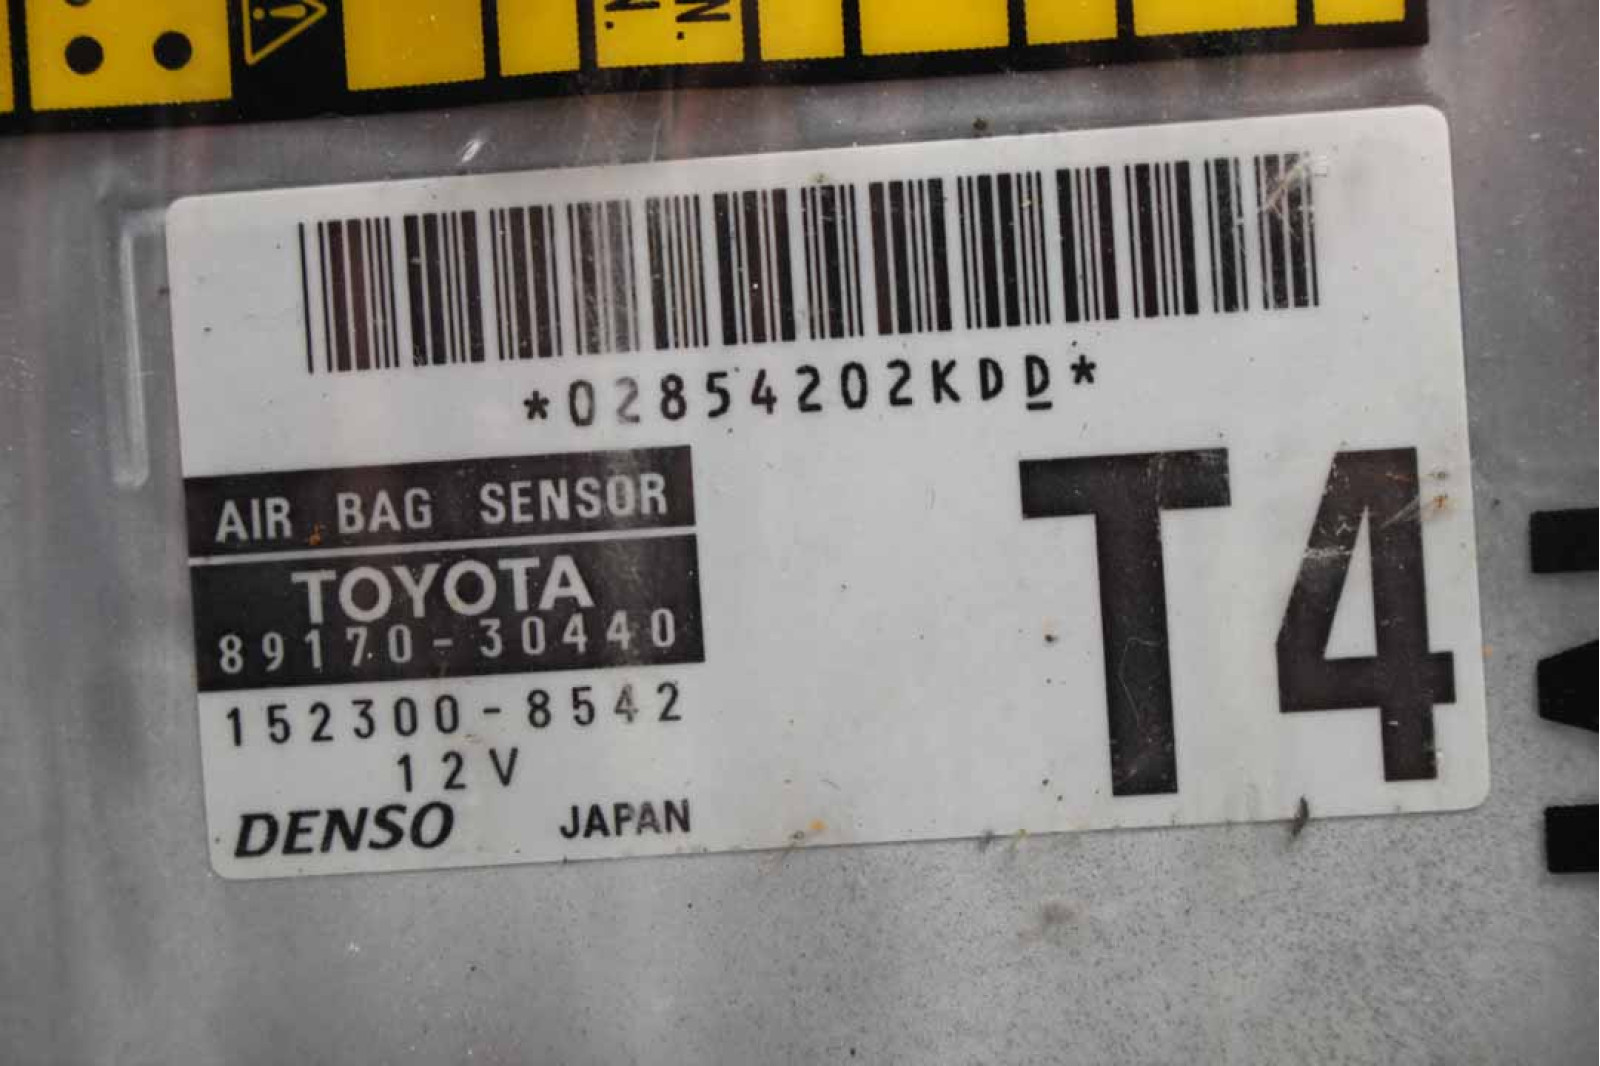 *02854202KDD*
AIR BAG SENSOR
TOYOTA
89170-30440
152300-8542
12V
DENSO JAPAN
T4